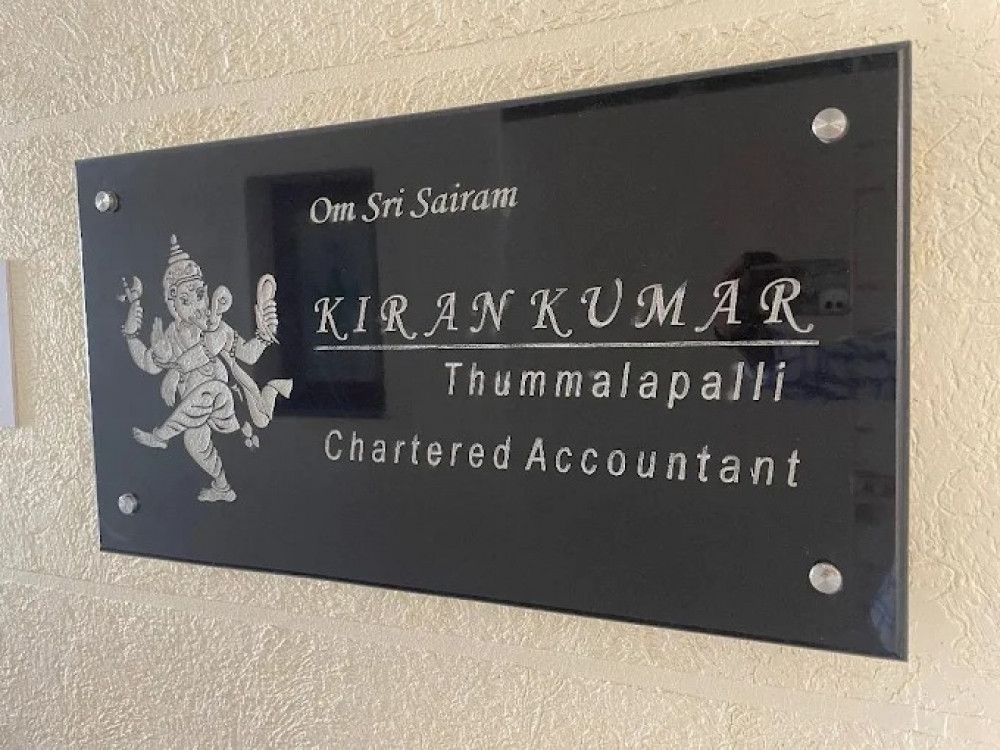 Om Sri Sairam
KIRAN KUMAR
Thummalapalli
Chartered Accountant